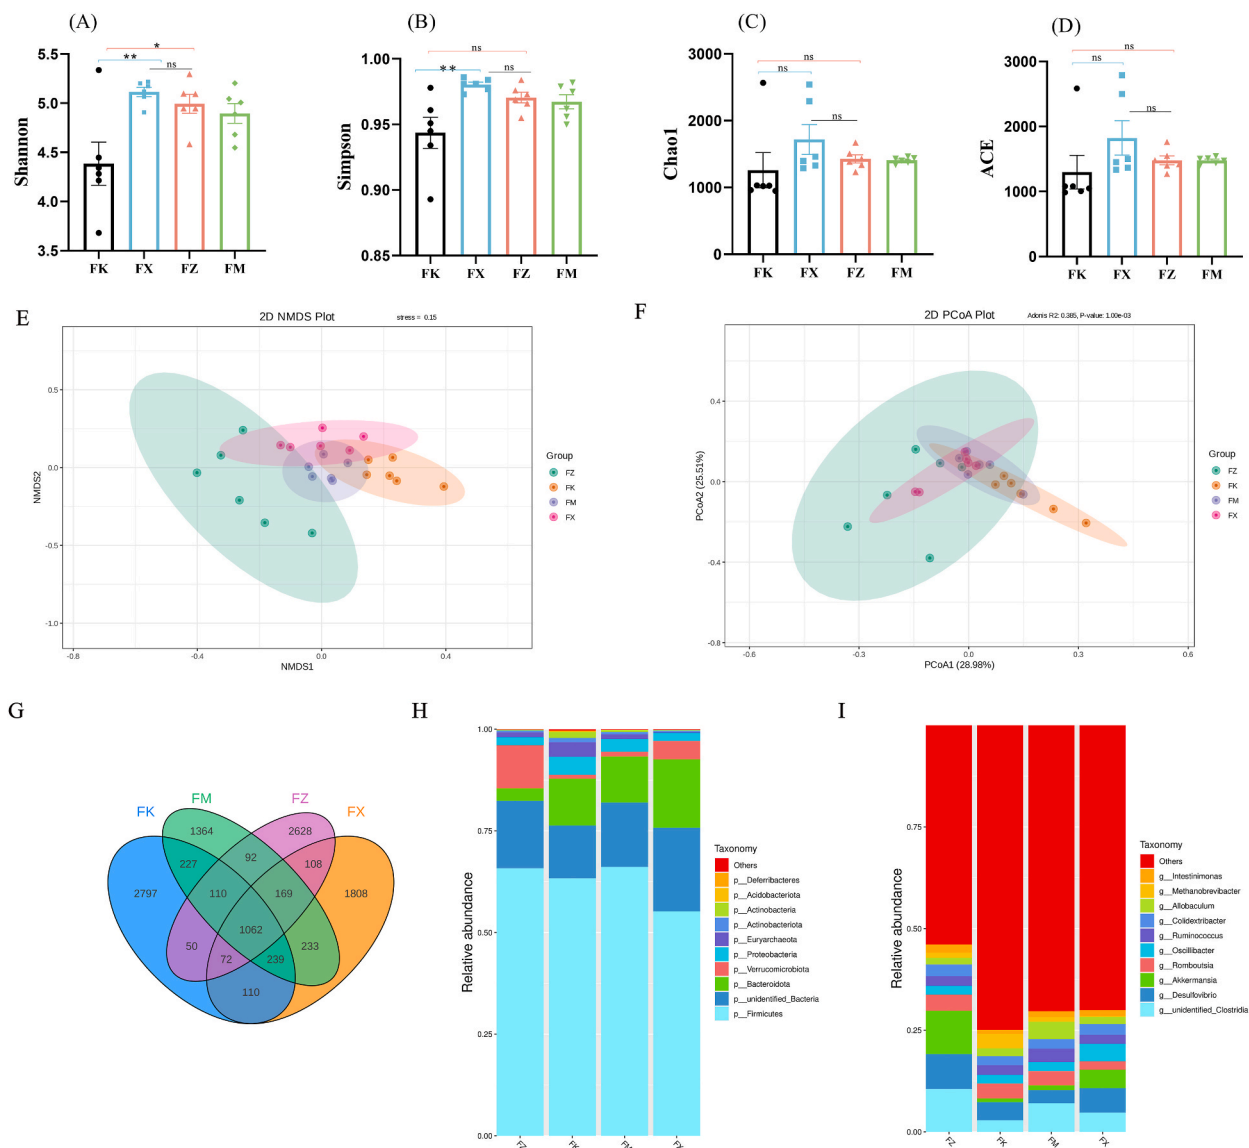 (A)
Shannon
5.5
5.0
4.5
4.0
3.5
*
**
ns
FK FX FZ FM
(B)
Simpson
1.00
0.95
0.90
0.85
ns
**
ns
FK FX FZ FM
(C)
Chao1
3000
2000
1000
0
ns
ns
ns
FK FX FZ FM
(D)
ACE
3000
2000
1000
0
ns
ns
ns
FK FX FZ FM
E
2D NMDS Plot
stress = 0.15
NMDS2
0.5
0.0
-0.5
-1.0
-0.8 -0.4 0.0 0.4
NMDS1
Group
FZ
FK
FM
FX
F
2D PCoA Plot
Adonis R2: 0.385, P-value: 1.00e-03
PCoA2 (25.51%)
0.4
0.0
-0.4
-0.8
-0.6 -0.3 0.0 0.3 0.6
PCoA1 (28.98%)
Group
FZ
FK
FM
FX
G
FK FM FZ FX
1364 2628
227 92 108
2797 110 169 1808
1062
50 233
72 239
110
H
Relative abundance
1.00
0.75
0.50
0.25
0.00
FZ FK FM FX
Taxonomy
Others
p__Deferribacteres
p__Acidobacteriota
p__Actinobacteria
p__Actinobacteriota
p__Euryarchaeota
p__Proteobacteria
p__Verrucomicrobiota
p__Bacteroidota
p__unidentified_Bacteria
p__Firmicutes
I
Relative abundance
0.75
0.50
0.25
0.00
FZ FK FM FX
Taxonomy
Others
g__Intestinimonas
g__Methanobrevibacter
g__Allobaculum
g__Colidextribacter
g__Ruminococcus
g__Oscillibacter
g__Romboutsia
g__Akkermansia
g__Desulfovibrio
g__unidentified_Clostridia